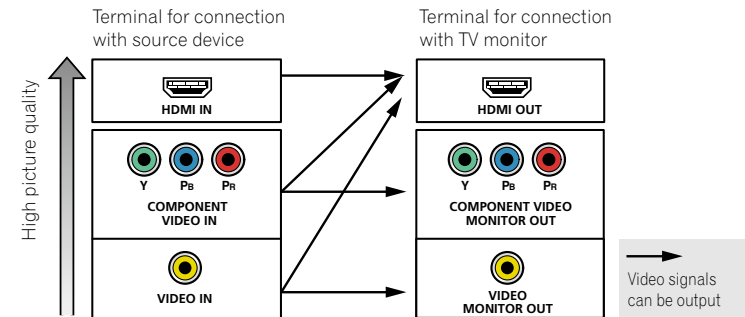 Terminal for connection
with source device
Terminal for connection
with TV monitor
High picture quality
HDMI IN
HDMI OUT
Y PB PR
COMPONENT
VIDEO IN
Y PB PR
COMPONENT VIDEO
MONITOR OUT
VIDEO IN
VIDEO
MONITOR OUT
Video signals
can be output